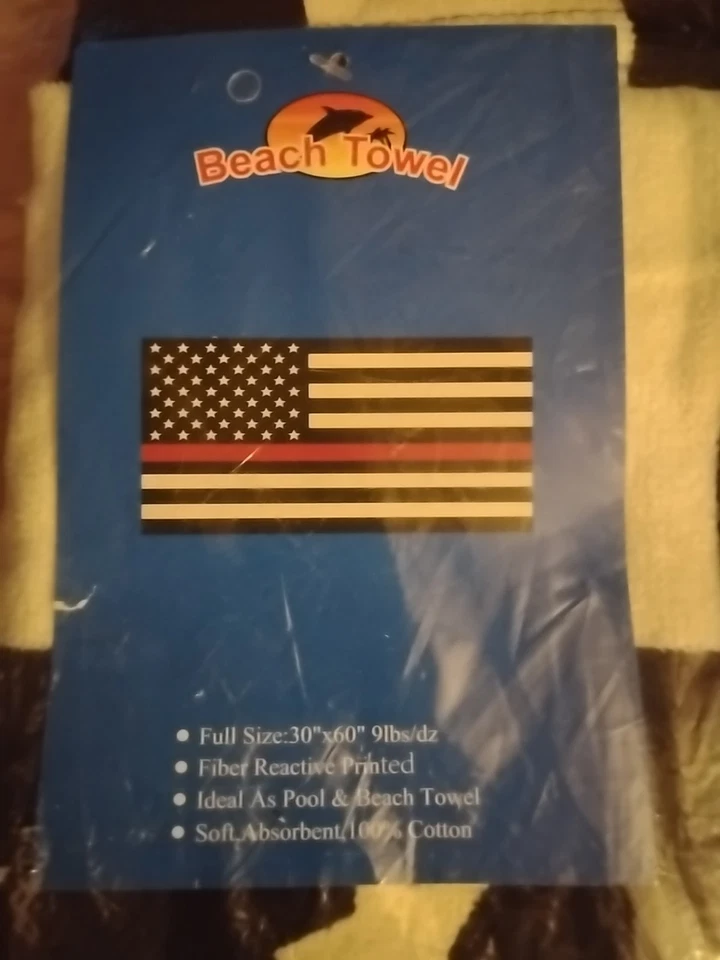 Beach Towel
Full Size:30"x60" 9lbs/dz
Fiber Reactive Printed
Ideal As Pool & Beach Towel
Soft,Absorbent,100% Cotton